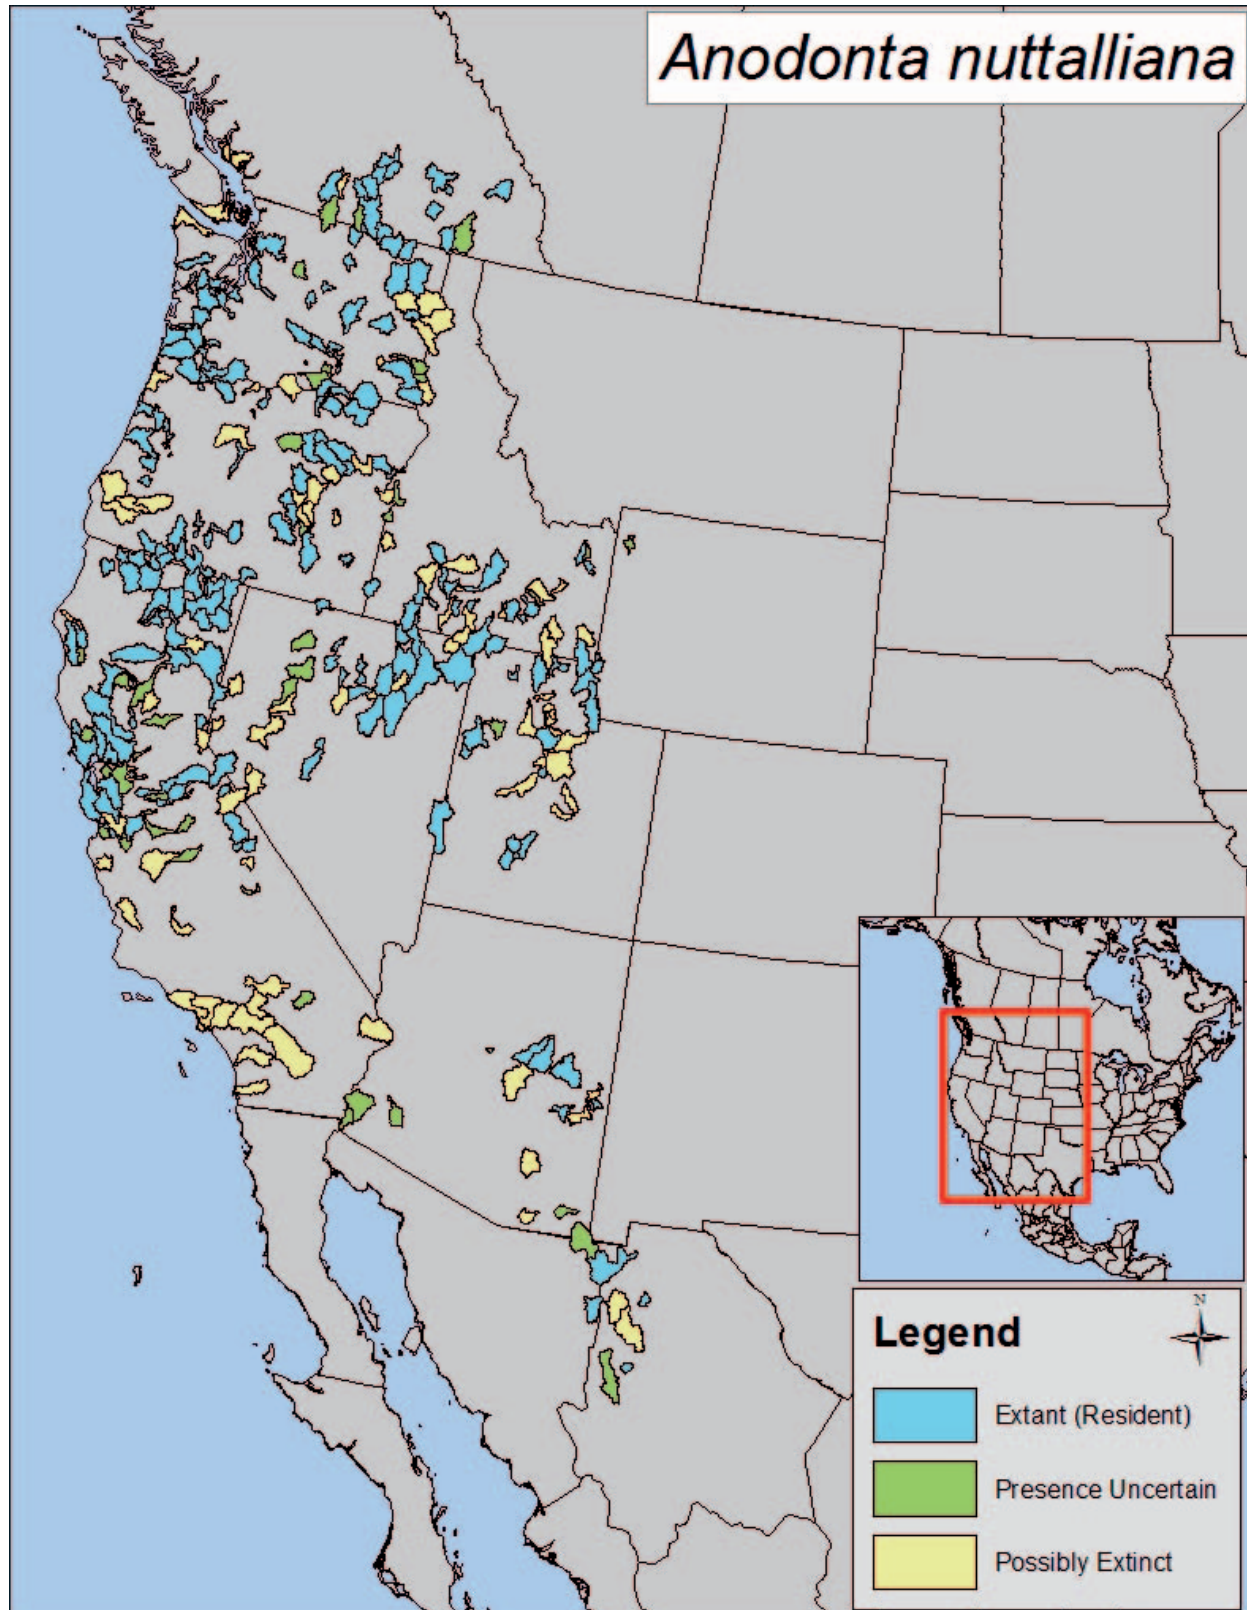 Anodonta nuttalliana
N
Legend
Extant (Resident)
Presence Uncertain
Possibly Extinct